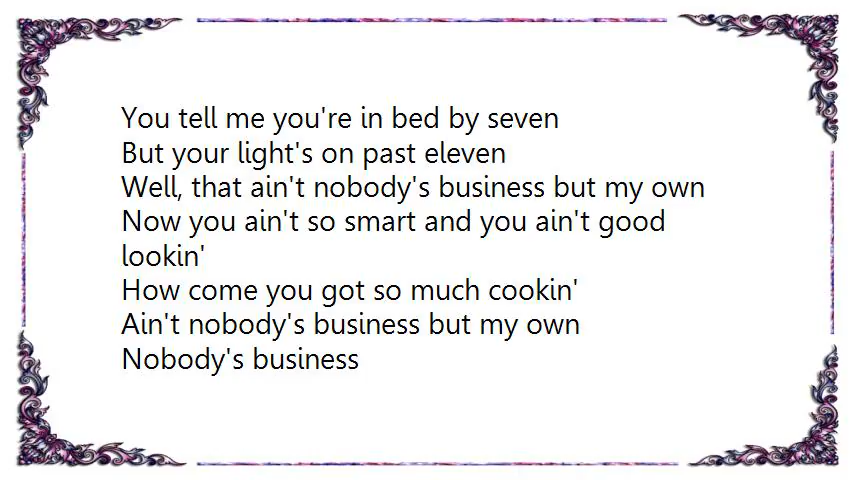 You tell me you're in bed by seven
But your light's on past eleven
Well, that ain't nobody's business but my own
Now you ain't so smart and you ain't good
lookin'
How come you got so much cookin'
Ain't nobody's business but my own
Nobody's business